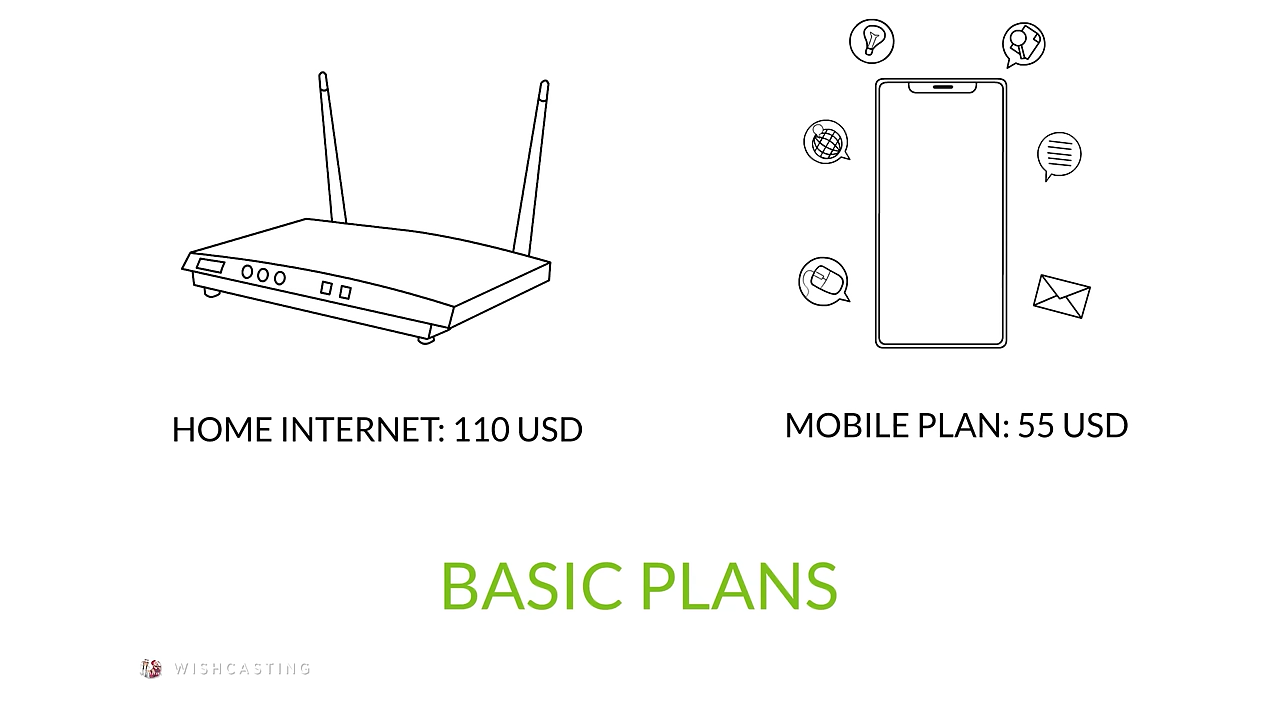 HOME INTERNET: 110 USD
MOBILE PLAN: 55 USD
BASIC PLANS
WISHCASTING